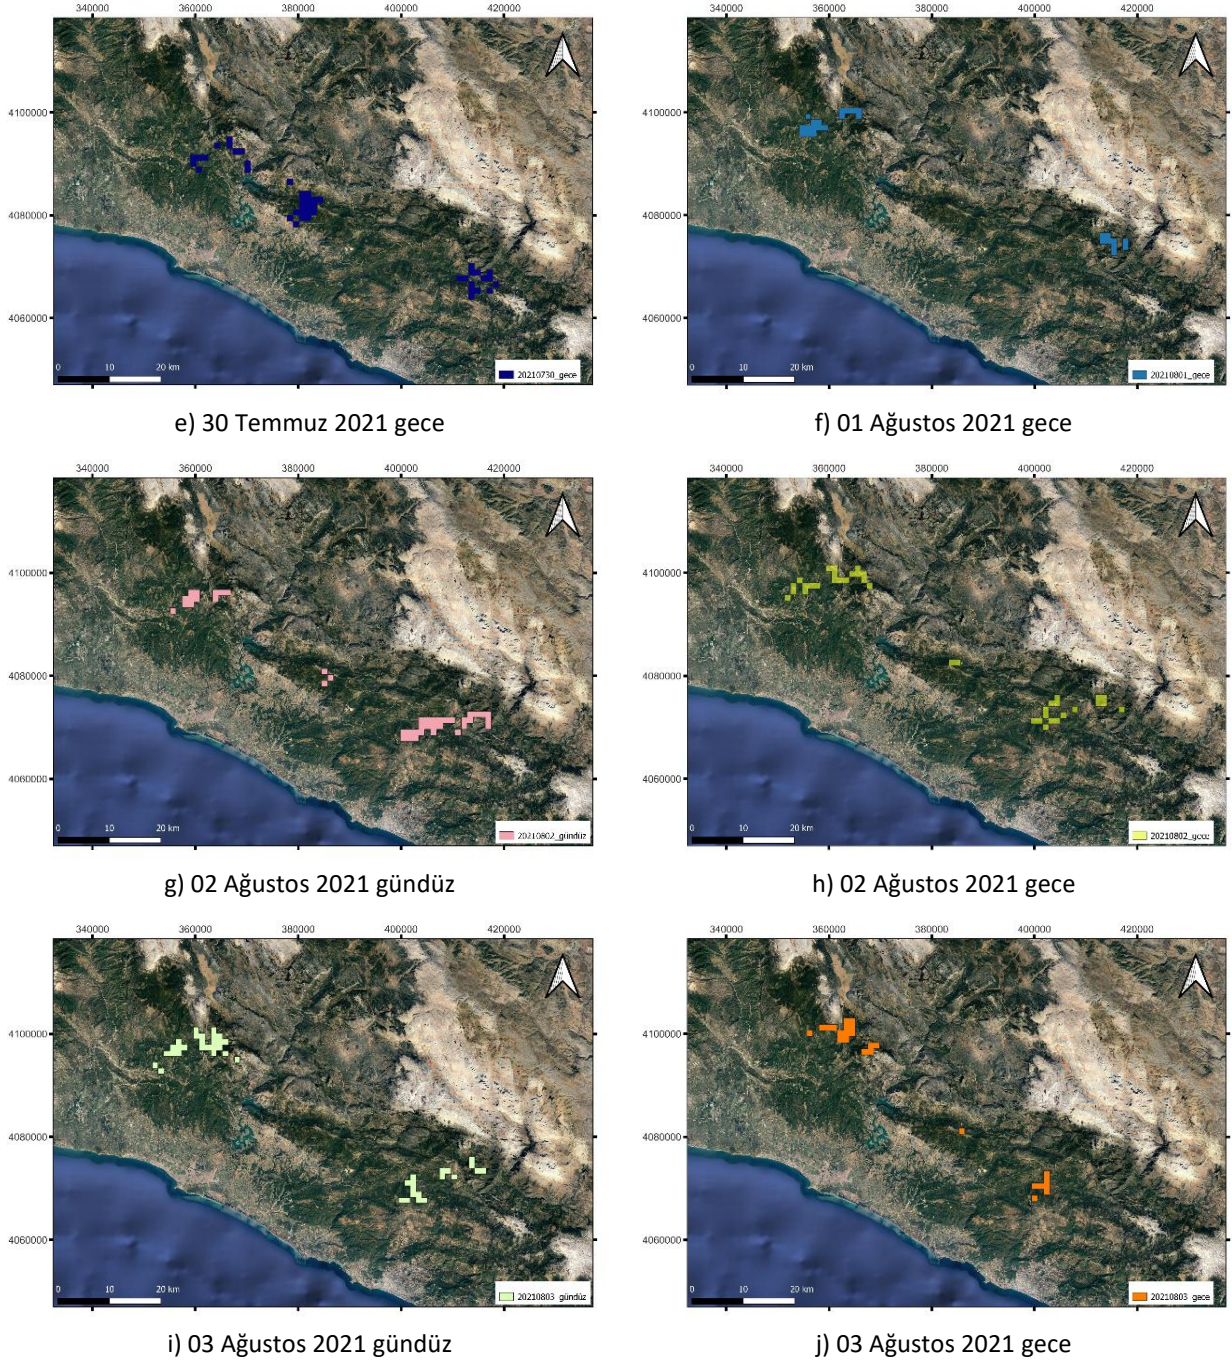 340000 360000 380000 400000 420000
4100000
4080000
4060000
0 10 20 km
20210730_gece
e) 30 Temmuz 2021 gece
340000 360000 380000 400000 420000
4100000
4080000
4060000
0 10 20 km
20210801_gece
f) 01 Ağustos 2021 gece
340000 360000 380000 400000 420000
4100000
4080000
4060000
0 10 20 km
20210802_gündüz
g) 02 Ağustos 2021 gündüz
340000 360000 380000 400000 420000
4100000
4080000
4060000
0 10 20 km
20210802_gece
h) 02 Ağustos 2021 gece
340000 360000 380000 400000 420000
4100000
4080000
4060000
0 10 20 km
20210803_gündüz
i) 03 Ağustos 2021 gündüz
340000 360000 380000 400000 420000
4100000
4080000
4060000
0 10 20 km
20210803_gece
j) 03 Ağustos 2021 gece